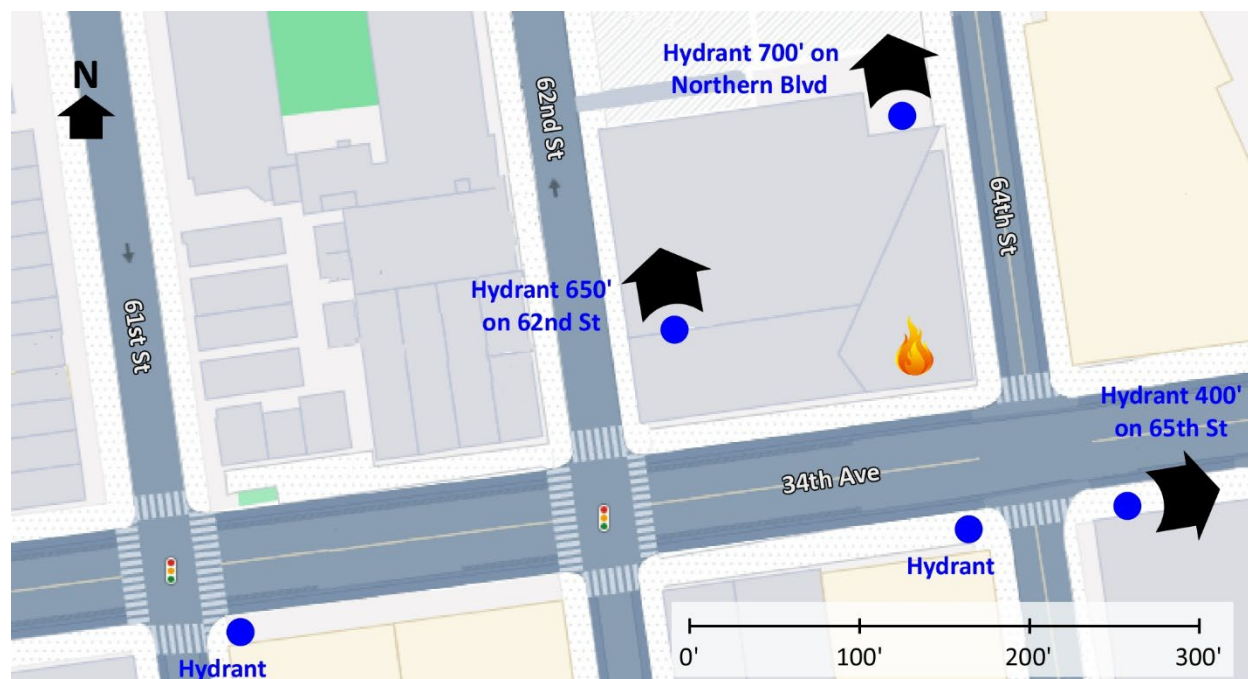 N
Hydrant 700' on
Northern Blvd
62nd St
64th St
61st St
Hydrant 650'
on 62nd St
Hydrant 400'
on 65th St
34th Ave
Hydrant
Hydrant
0'
100'
200'
300'